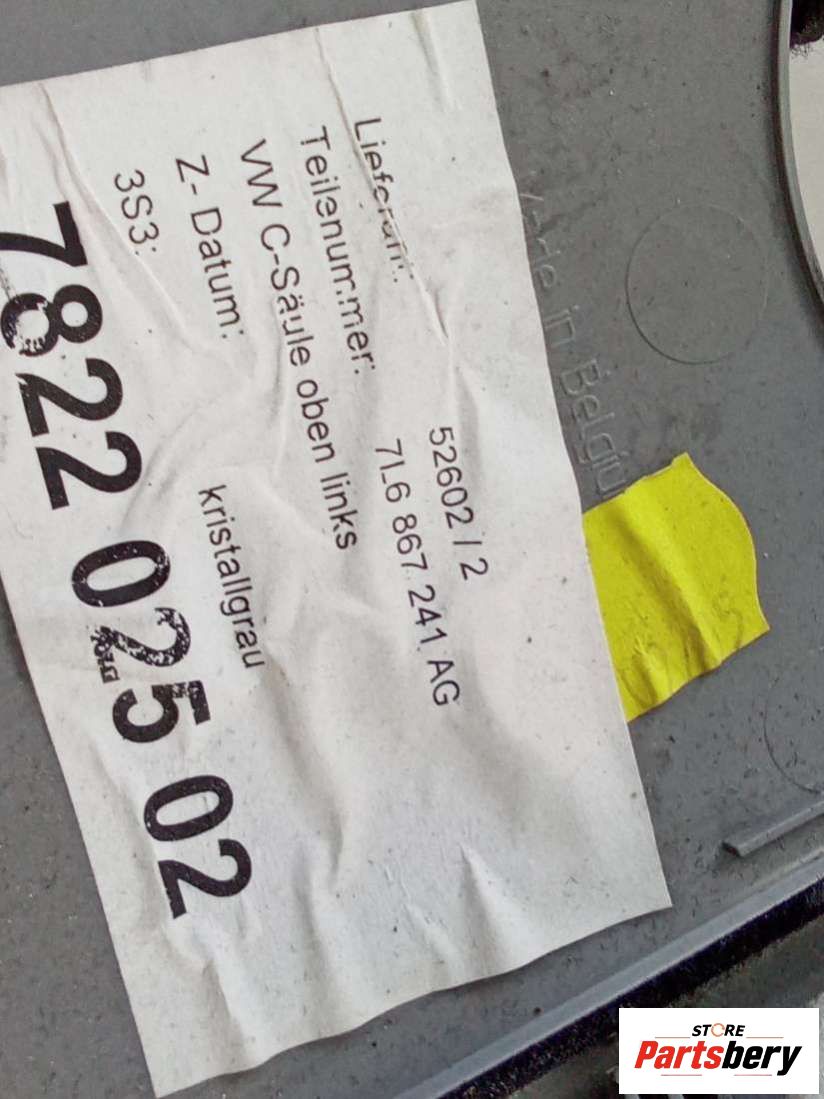 Made in Belgium
Liefer... 52602 / 2
Teilenummer: 7L6 867 241 AG
VW C-Säule oben links
Z- Datum: kristallgrau
3S3:
7822 025 02
STORE
Partsbery